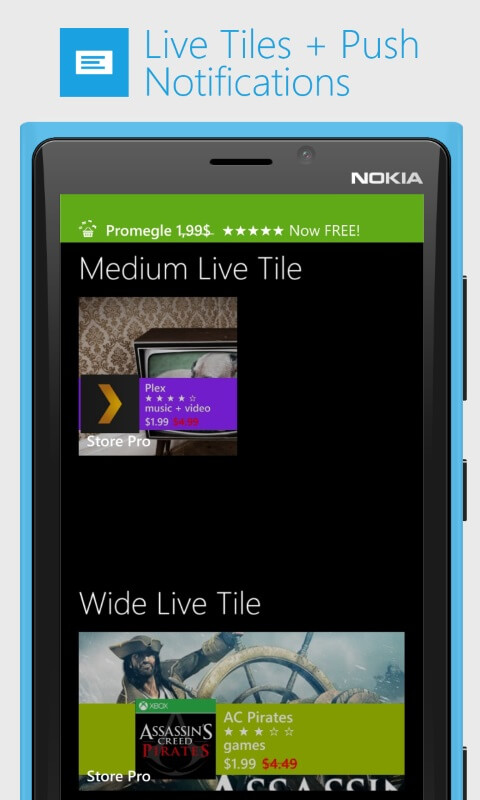 Live Tiles + Push
Notifications
NOKIA
Promegle 1,99$ ★★★★★ Now FREE!
Medium Live Tile
Plex
★★★★☆
music + video
$1.99 $4.99
Store Pro
Wide Live Tile
XBOX
ASSASSIN'S
CREED
PIRATES
AC Pirates
★★★☆☆
games
$1.99 $4.49
Store Pro
ASSASSIN